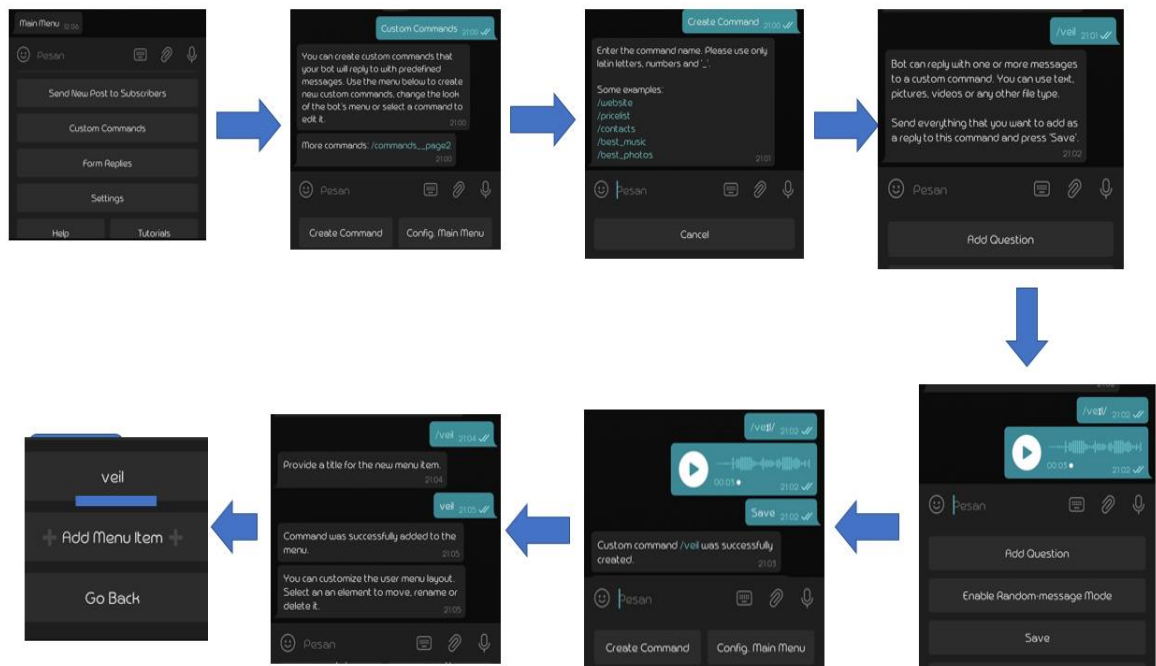 Main Menu 12:06
Pesan
Send New Post to Subscribers
Custom Commands
Form Replies
Settings
Help Tutorials
Custom Commands 21:00
You can create custom commands that
your bot will reply to with predefined
messages. Use the menu below to create
new custom commands, change the look
of the bot's menu or select a command to
edit it. 21:00
More commands: /commands__page2
21:00
Pesan
Create Command Config. Main Menu
Create Command 21:00
Enter the command name. Please use only
latin letters, numbers and '_'.
Some examples:
/website
/pricelist
/contacts
/best_music
/best_photos 21:01
Pesan
Cancel
/veil 21:01
Bot can reply with one or more messages
to a custom command. You can use text,
pictures, videos or any other file type.
Send everything that you want to add as
a reply to this command and press 'Save'.
21:02
Pesan
Add Question
21:02
00:03 21:02
Pesan
Add Question
Enable Random-message Mode
Save
21:02
00:03 21:02
Save 21:02
Custom command /veil was successfully
created. 21:03
Pesan
Create Command Config. Main Menu
/veil 21:04
Provide a title for the new menu item.
21:04
veil 21:05
Command was successfully added to the
menu. 21:05
You can customize the user menu layout.
Select an an element to move, rename or
delete it. 21:05
Pesan
veil
+ Add Menu Item +
Go Back